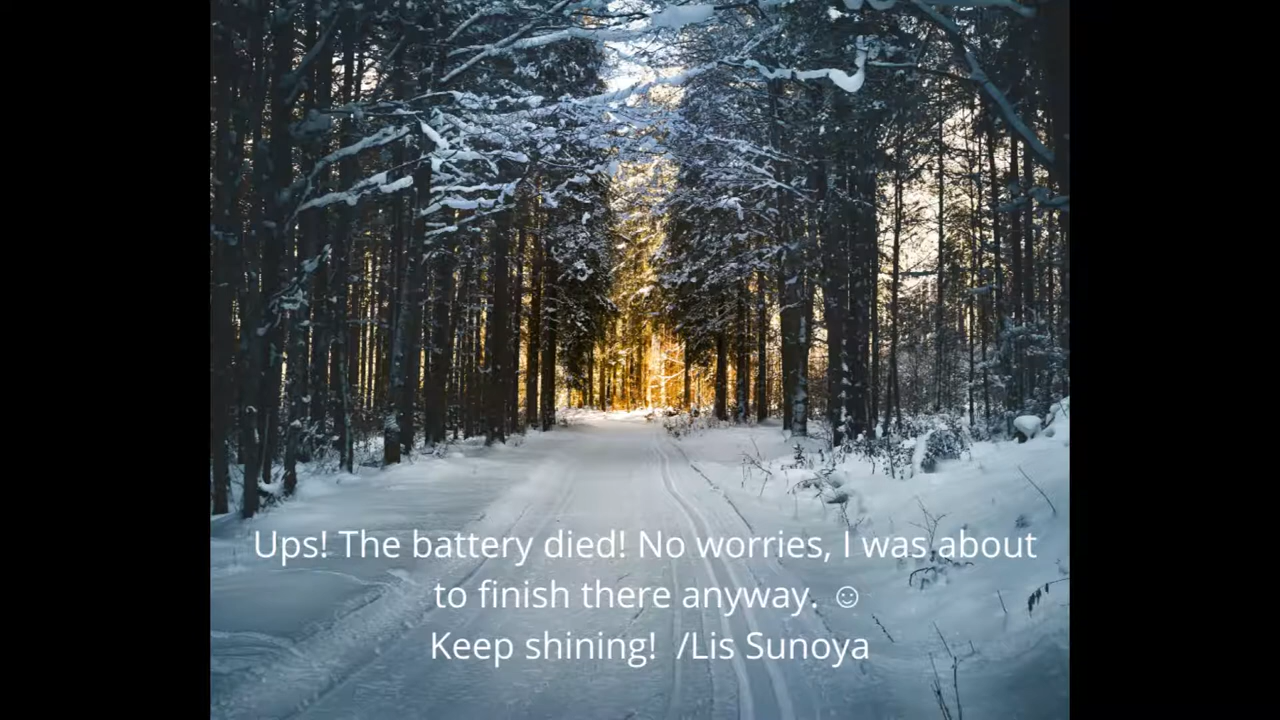 Ups! The battery died! No worries, I was about
to finish there anyway. ☺
Keep shining!  /Lis Sunoya